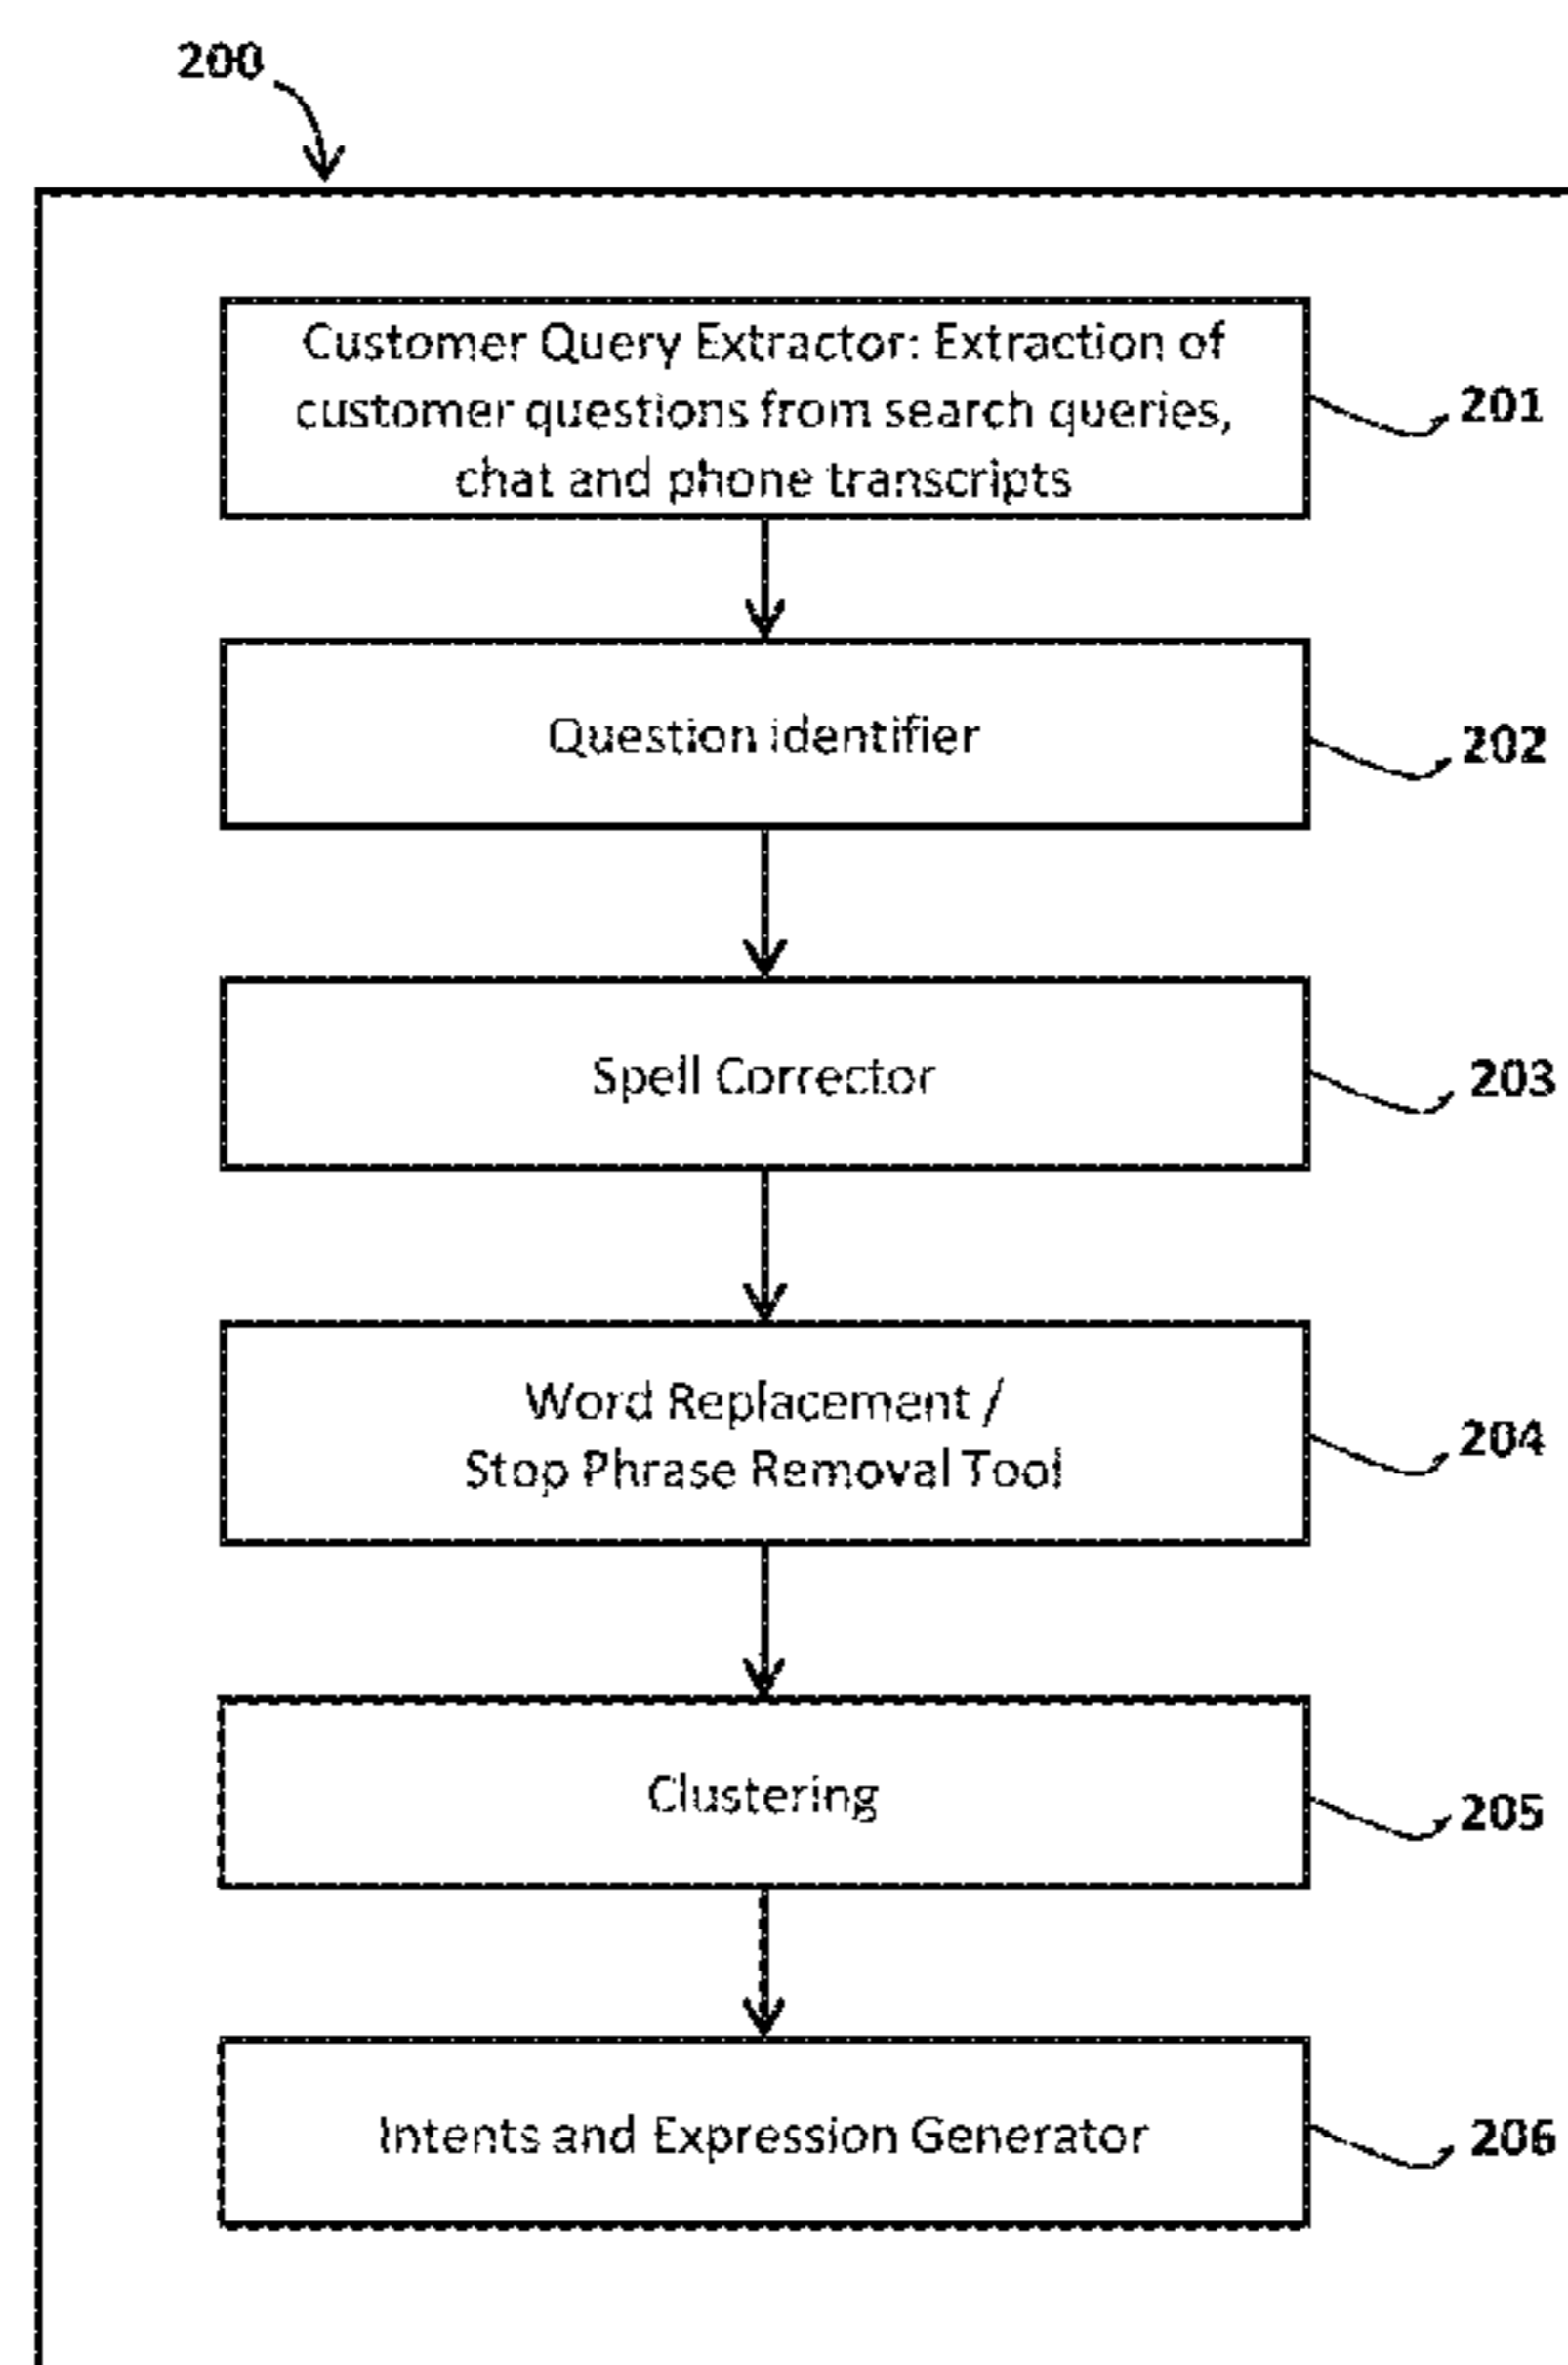 200
Customer Query Extractor: Extraction of
customer questions from search queries,
chat and phone transcripts
201
Question identifier
202
Spell Corrector
203
Word Replacement /
Stop Phrase Removal Tool
204
Clustering
205
Intents and Expression Generator
206